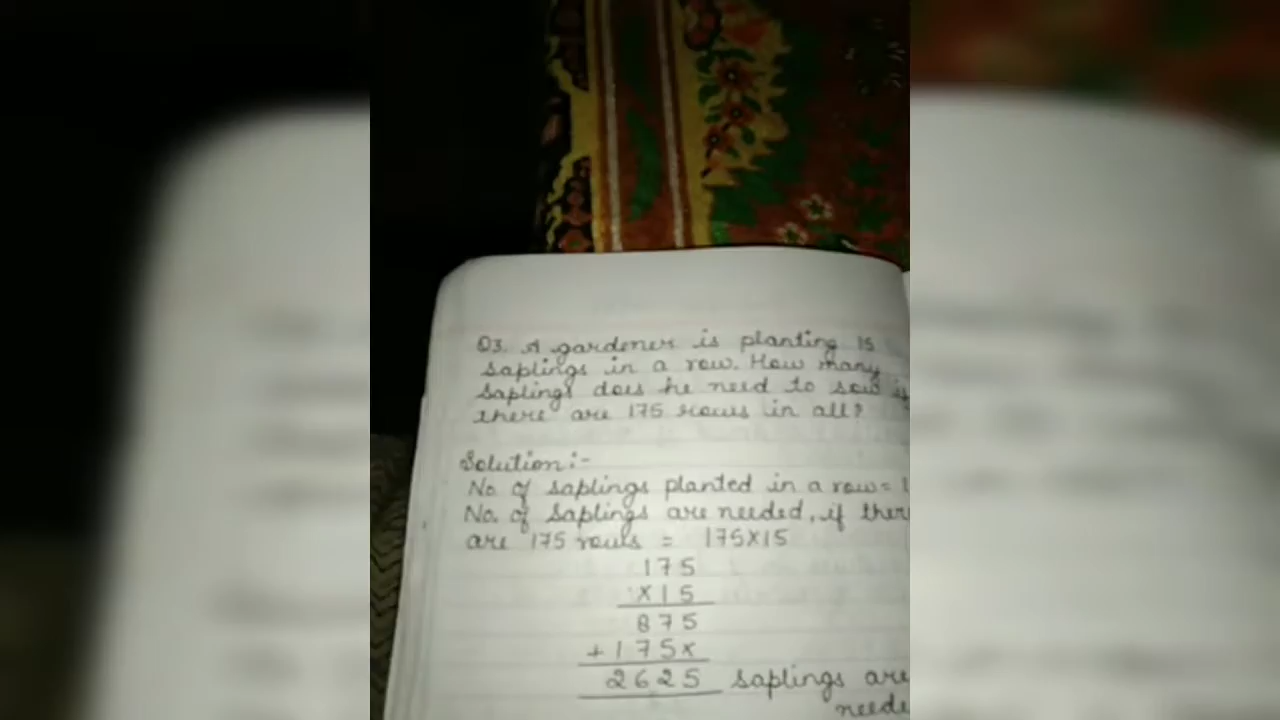 Q3. A gardener is planting 15
saplings in a row. How many
saplings does he need to sow if
there are 175 rows in all?
Solution:-
No. of saplings planted in a row = 1
No. of saplings are needed, if ther
are 175 rows = 175X15
175
X15
875
+175x
2625 saplings are
neede